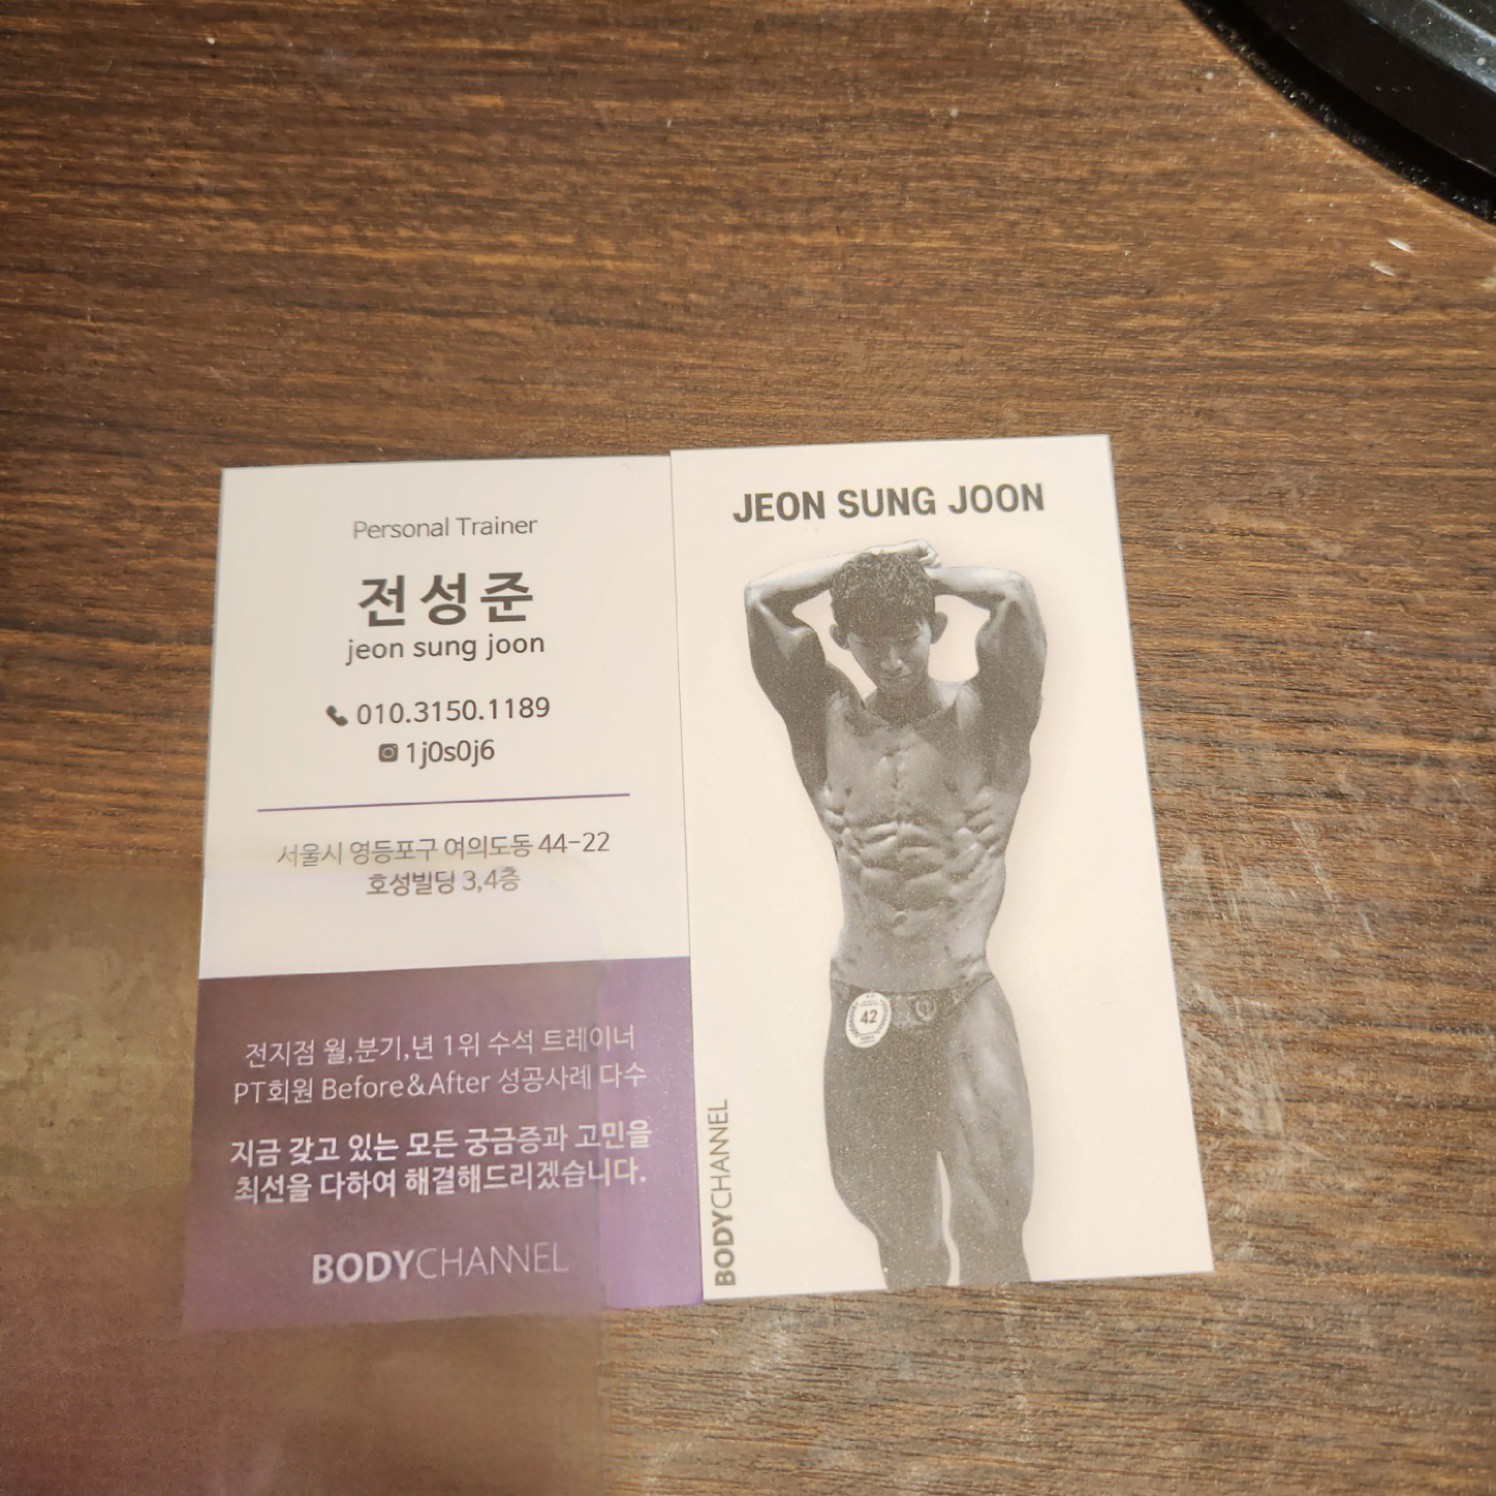 Personal Trainer
전성준
jeon sung joon
010.3150.1189
1j0s0j6
서울시 영등포구 여의도동 44-22
호성빌딩 3,4층
전지점 월,분기,년 1위 수석 트레이너
PT회원 Before&After 성공사례 다수
지금 갖고 있는 모든 궁금증과 고민을
최선을 다하여 해결해드리겠습니다.
BODYCHANNEL
JEON SUNG JOON
42
BODYCHANNEL